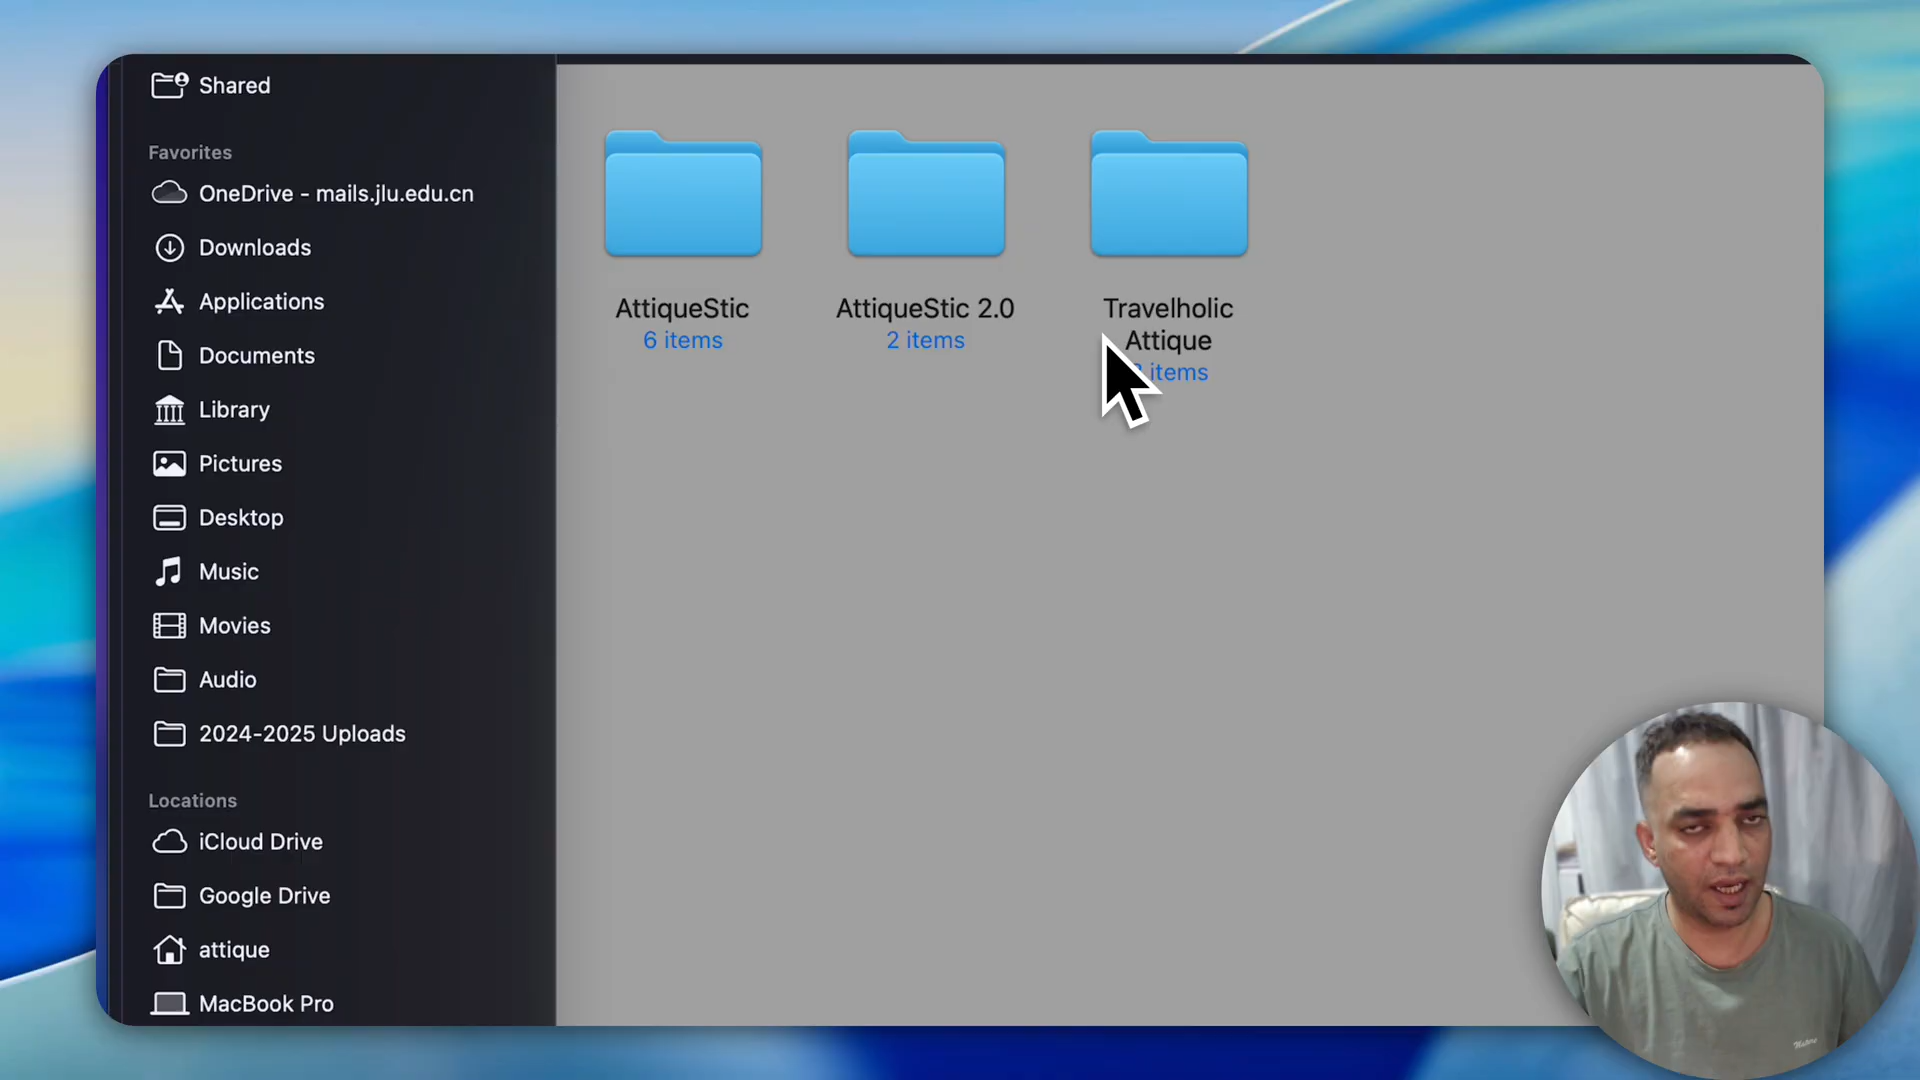 Shared
Favorites
OneDrive - mails.jlu.edu.cn
Downloads
Applications
Documents
Library
Pictures
Desktop
Music
Movies
Audio
2024-2025 Uploads
Locations
iCloud Drive
Google Drive
attique
MacBook Pro
AttiqueStic
6 items
AttiqueStic 2.0
2 items
Travelholic
Attique
items